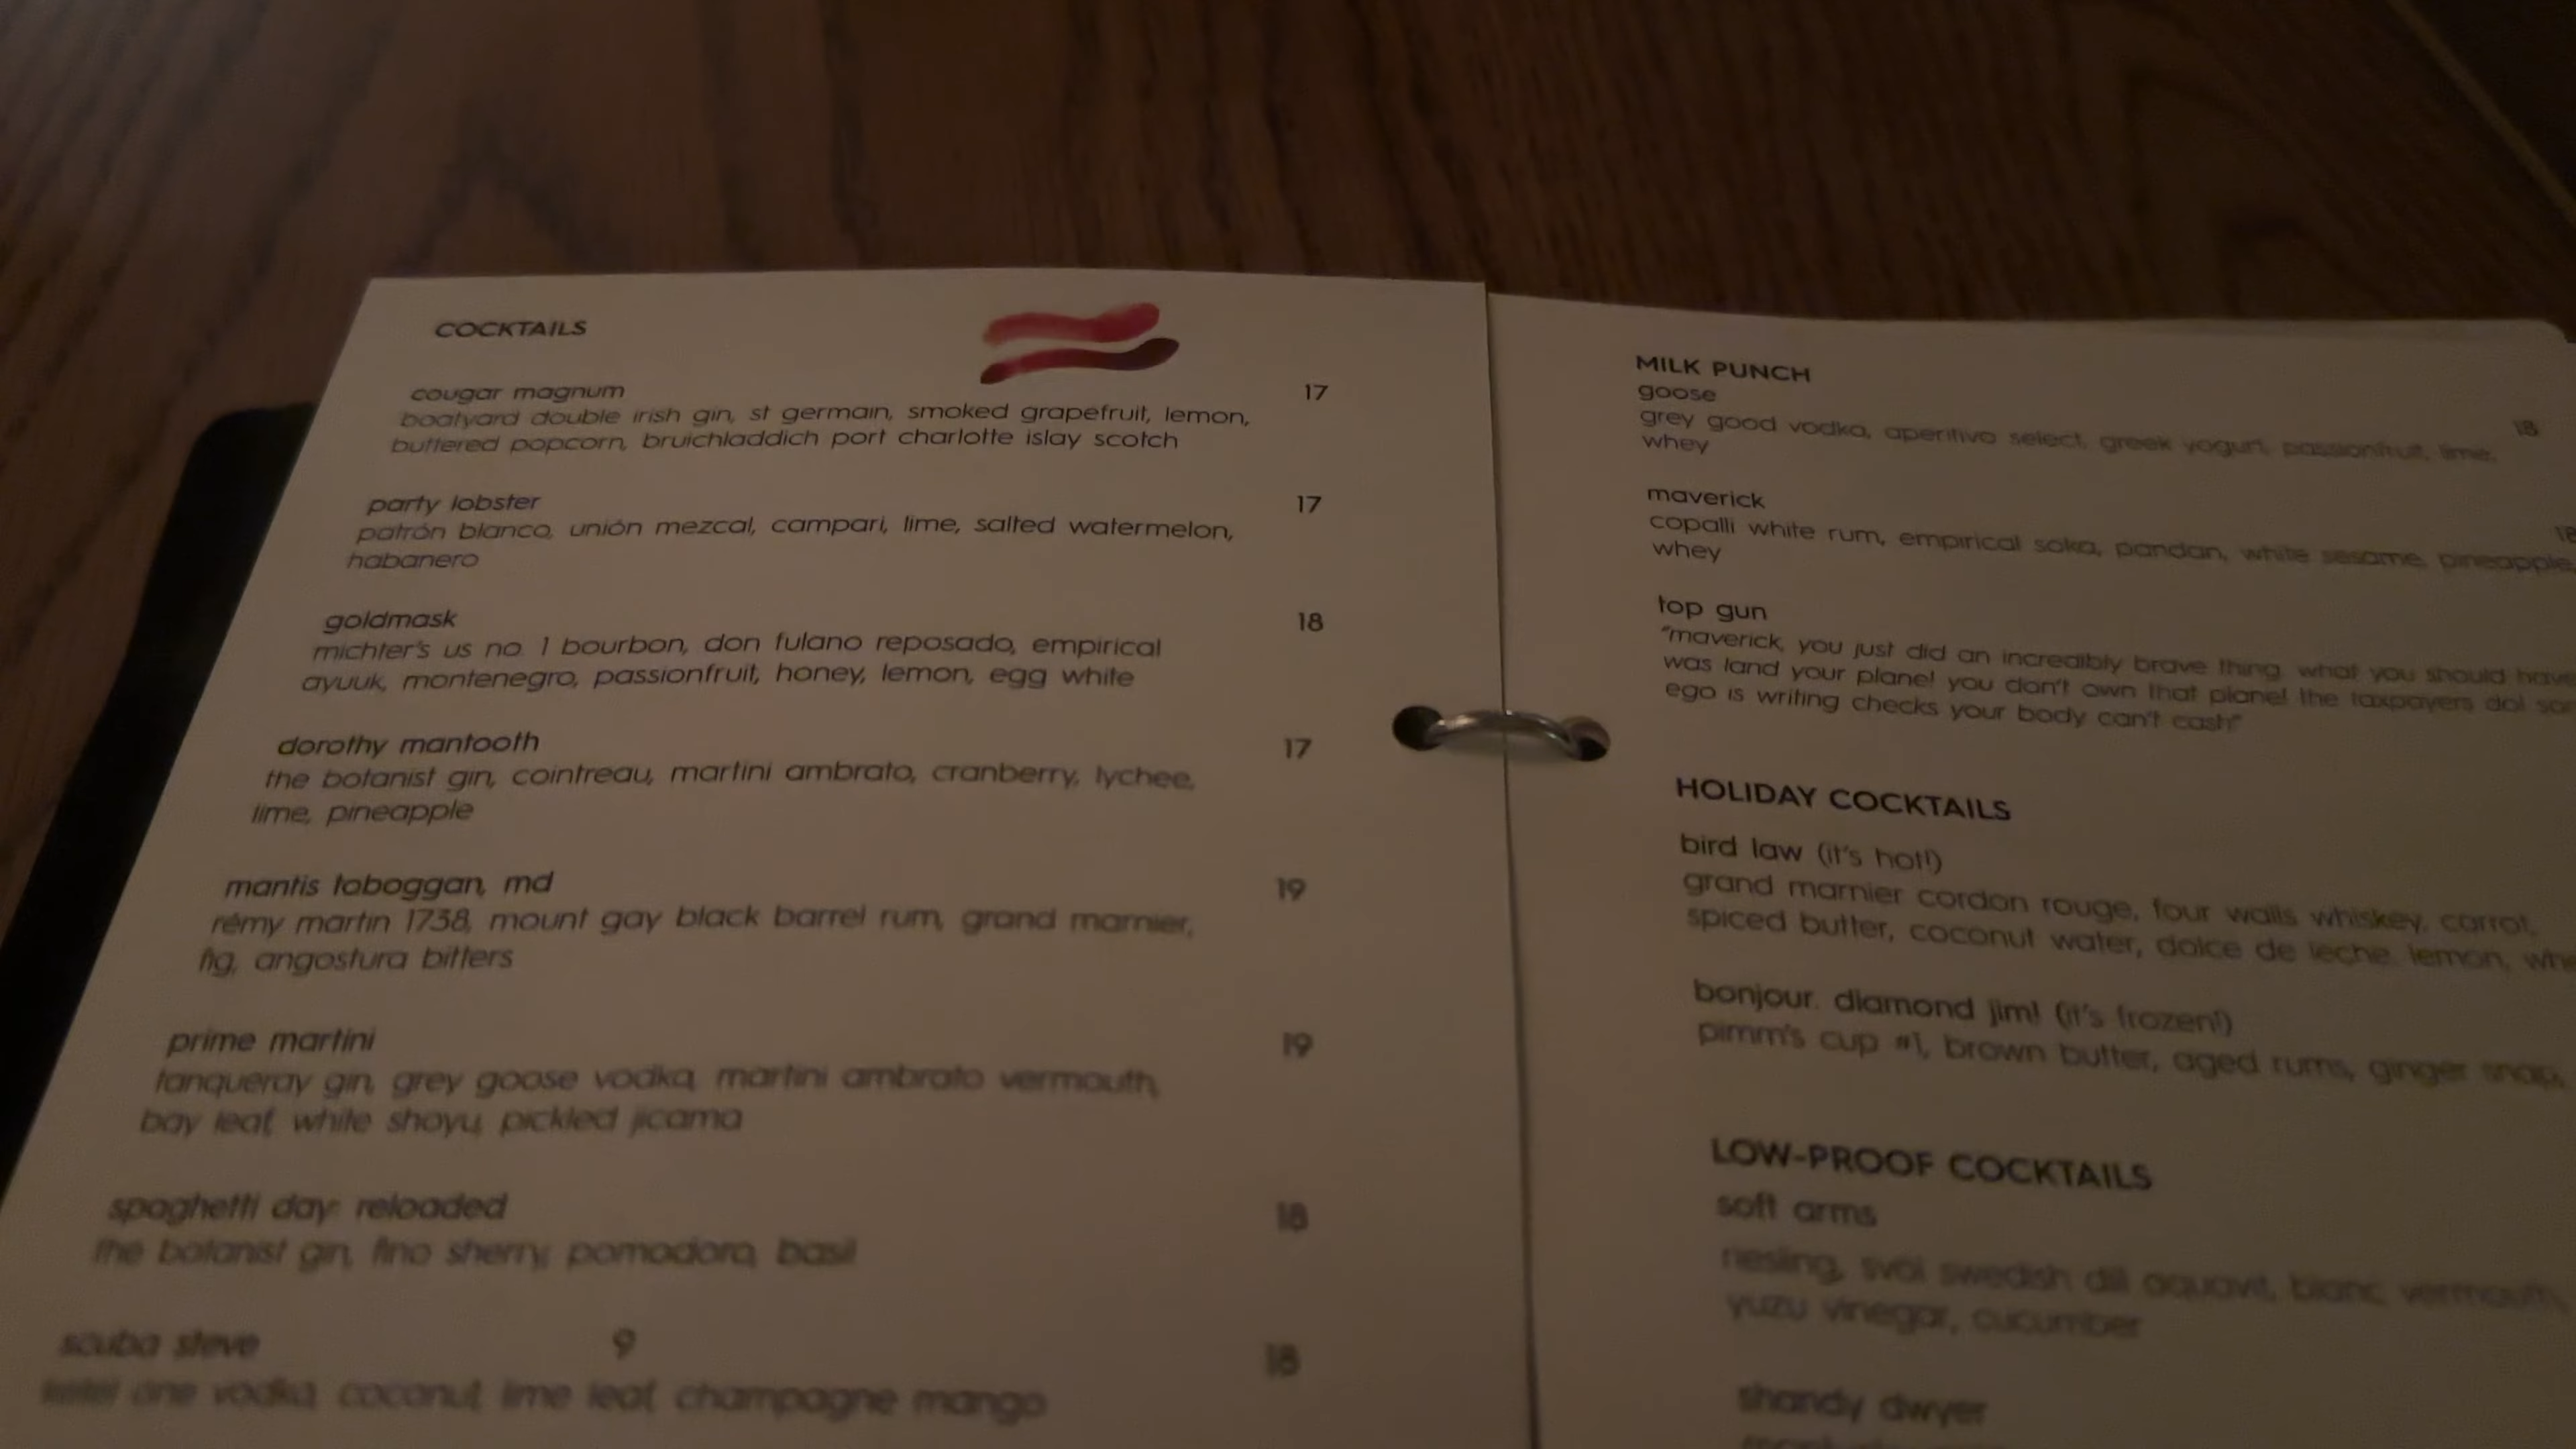 COCKTAILS
cougar magnum 17
boatyard double irish gin, st germain, smoked grapefruit, lemon,
buttered popcorn, bruichladdich port charlotte islay scotch
party lobster 17
patrón blanco, unión mezcal, campari, lime, salted watermelon,
habanero
goldmask 18
michter's us no. 1 bourbon, don fulano reposado, empirical
ayuuk, montenegro, passionfruit, honey, lemon, egg white
dorothy mantooth 17
the botanist gin, cointreau, martini ambrato, cranberry, lychee,
lime, pineapple
mantis toboggan, md 19
rémy martin 1738, mount gay black barrel rum, grand marnier,
fig, angostura bitters
prime martini 19
tanqueray gin, grey goose vodka, martini ambrato vermouth,
bay leaf, white shoyu, pickled jicama
spaghetti day: reloaded 18
the botanist gin, fino sherry, pomodoro, basil
scuba steve 9 18
ketel one vodka, coconut, lime leaf, champagne mango
MILK PUNCH
goose 18
grey good vodka, aperitivo select, greek yogurt, passionfruit, lime,
whey
maverick 18
copalli white rum, empirical soka, pandan, white sesame, pineapple,
whey
top gun
"maverick, you just did an incredibly brave thing. what you should have
was land your plane! you don't own that plane! the taxpayers do! son
ego is writing checks your body can't cash!"
HOLIDAY COCKTAILS
bird law (it's hot!)
grand marnier cordon rouge, four walls whiskey, carrot,
spiced butter, coconut water, dolce de leche, lemon,
bonjour. diamond jim! (it's frozen!)
pimm's cup #1, brown butter, aged rums, ginger snap,
LOW-PROOF COCKTAILS
soft arms
riesling, svöl swedish dill aquavit, blanc vermouth,
yuzu vinegar, cucumber
shandy dwyer